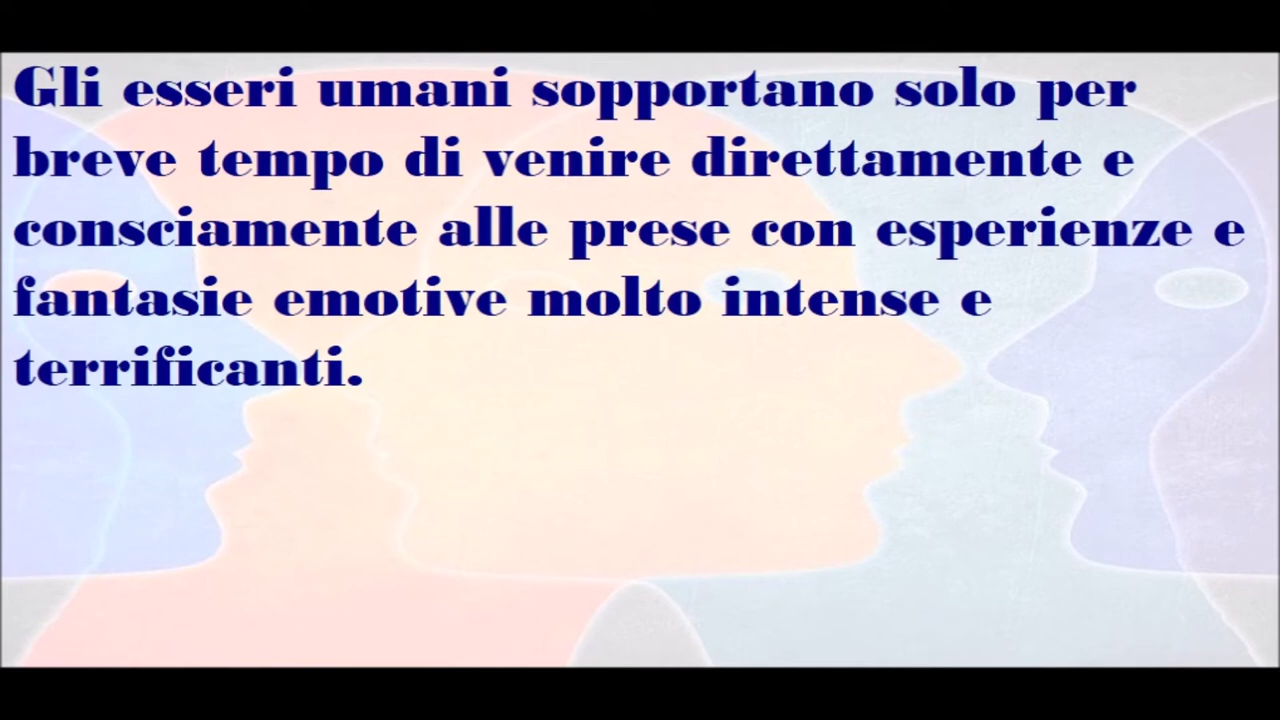 Gli esseri umani sopportano solo per
breve tempo di venire direttamente e
consciamente alle prese con esperienze e
fantasie emotive molto intense e
terrificanti.